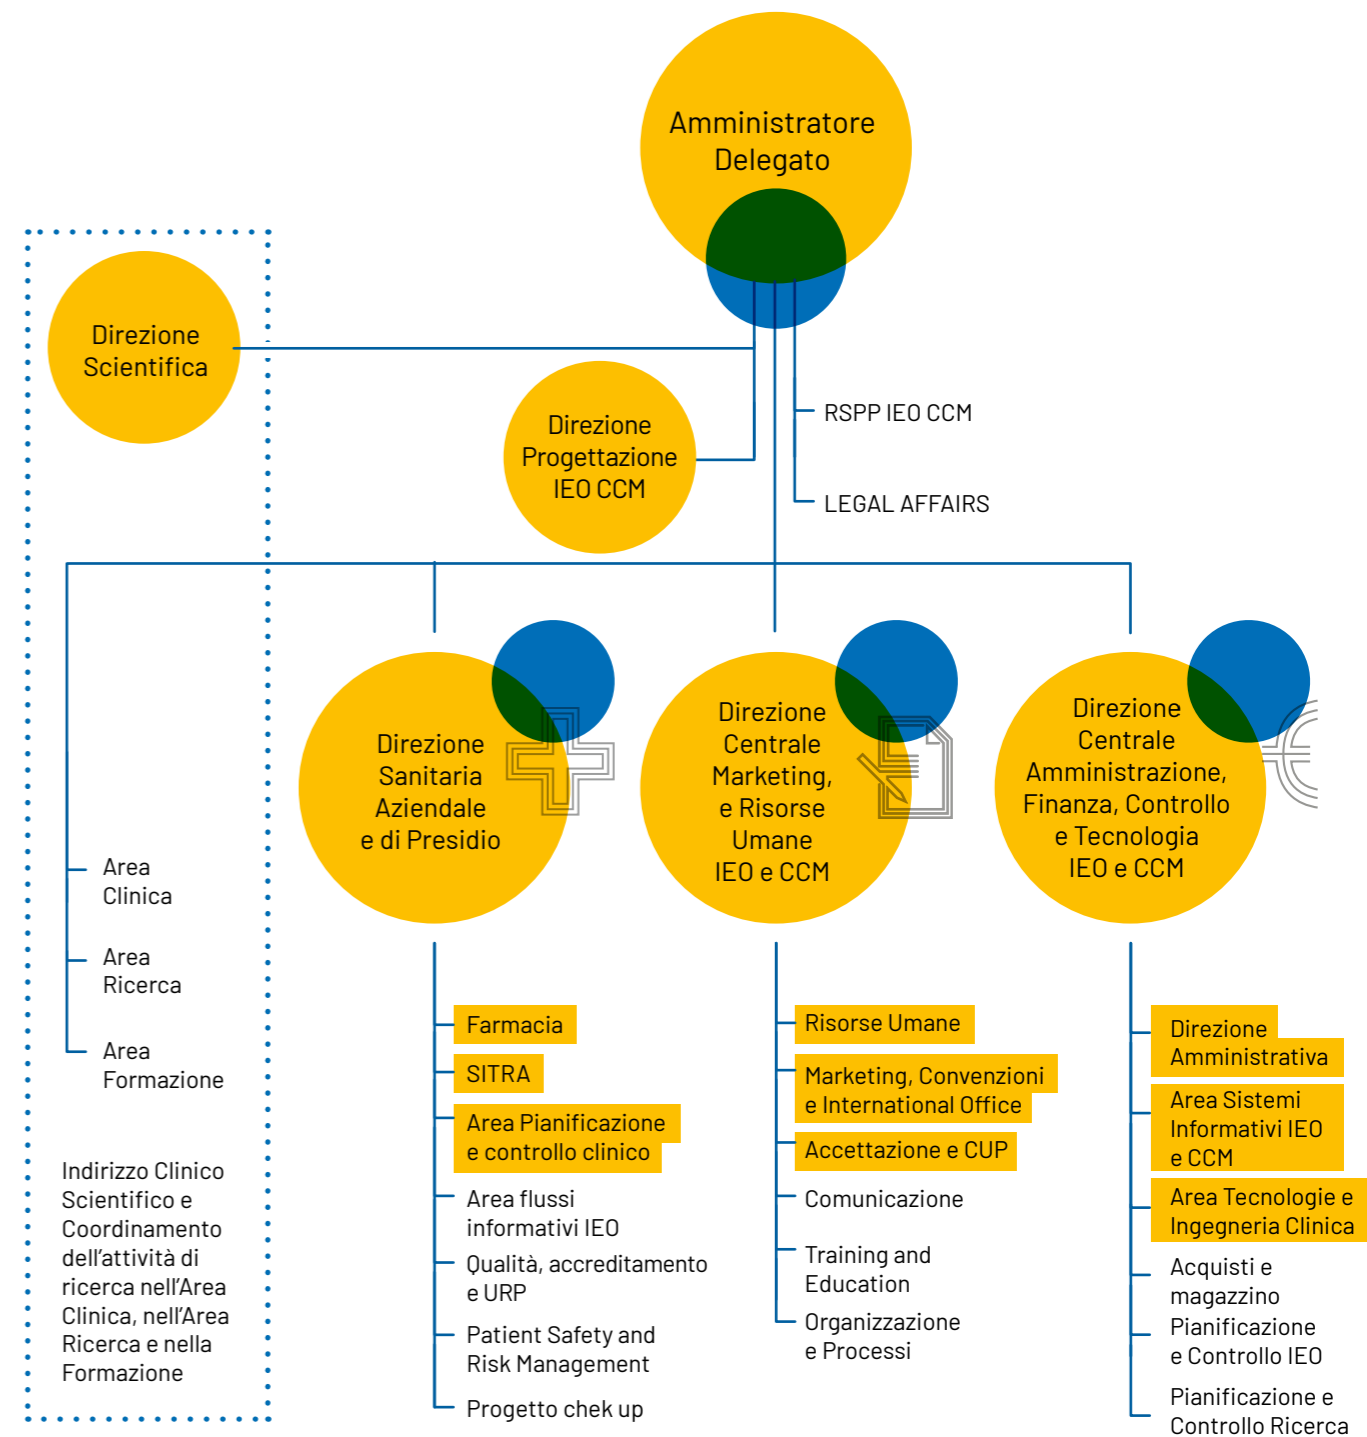 Amministratore
Delegato
Direzione
Scientifica
Direzione
Progettazione
IEO CCM
RSPP IEO CCM
LEGAL AFFAIRS
Area
Clinica
Area
Ricerca
Area
Formazione
Indirizzo Clinico
Scientifico e
Coordinamento
dell'attività di
ricerca nell'Area
Clinica, nell'Area
Ricerca e nella
Formazione
Direzione
Sanitaria
Aziendale
e di Presidio
Farmacia
SITRA
Area Pianificazione
e controllo clinico
Area flussi
informativi IEO
Qualità, accreditamento
e URP
Patient Safety and
Risk Management
Progetto chek up
Direzione
Centrale
Marketing,
e Risorse
Umane
IEO e CCM
Risorse Umane
Marketing, Convenzioni
e International Office
Accettazione e CUP
Comunicazione
Training and
Education
Organizzazione
e Processi
Direzione
Centrale
Amministrazione,
Finanza, Controllo
e Tecnologia
IEO e CCM
Direzione
Amministrativa
Area Sistemi
Informativi IEO
e CCM
Area Tecnologie e
Ingegneria Clinica
Acquisti e
magazzino
Pianificazione
e Controllo IEO
Pianificazione e
Controllo Ricerca